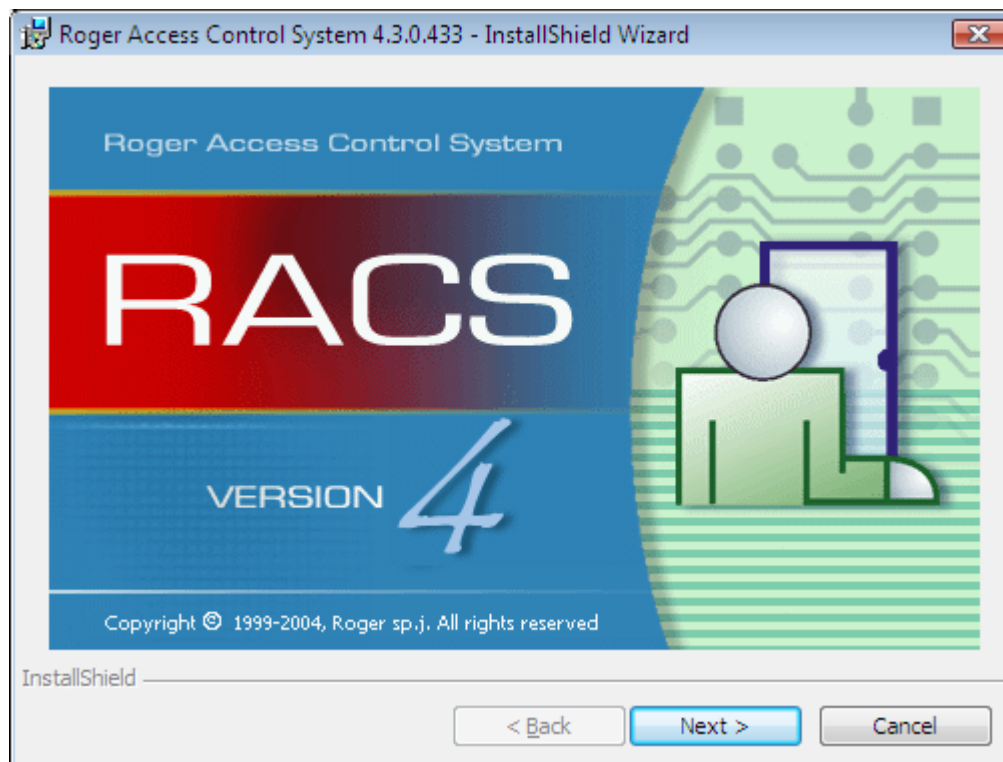 Roger Access Control System 4.3.0.433 - InstallShield Wizard
Roger Access Control System
RACS
VERSION 4
Copyright © 1999-2004, Roger sp.j. All rights reserved
InstallShield
< Back Next > Cancel